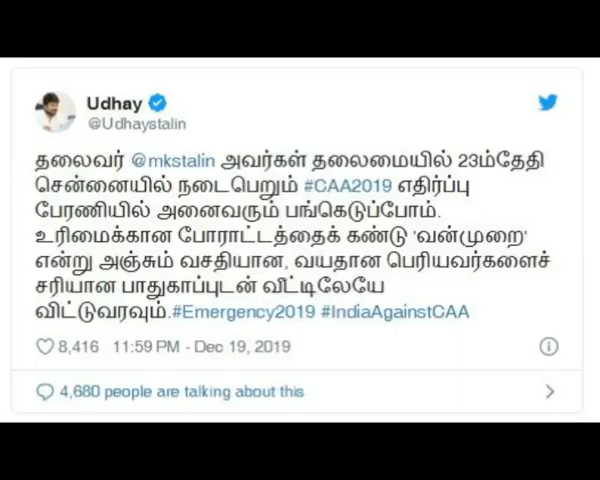 Udhay
@Udhaystalin
தலைவர் @mkstalin அவர்கள் தலைமையில் 23ம்தேதி
சென்னையில் நடைபெறும் #CAA2019 எதிர்ப்பு
பேரணியில் அனைவரும் பங்கெடுப்போம்.
உரிமைக்கான போராட்டத்தைக் கண்டு 'வன்முறை'
என்று அஞ்சும் வசதியான, வயதான பெரியவர்களைச்
சரியான பாதுகாப்புடன் வீட்டிலேயே
விட்டுவரவும்.#Emergency2019 #IndiaAgainstCAA
8,416 11:59 PM - Dec 19, 2019
4,680 people are talking about this